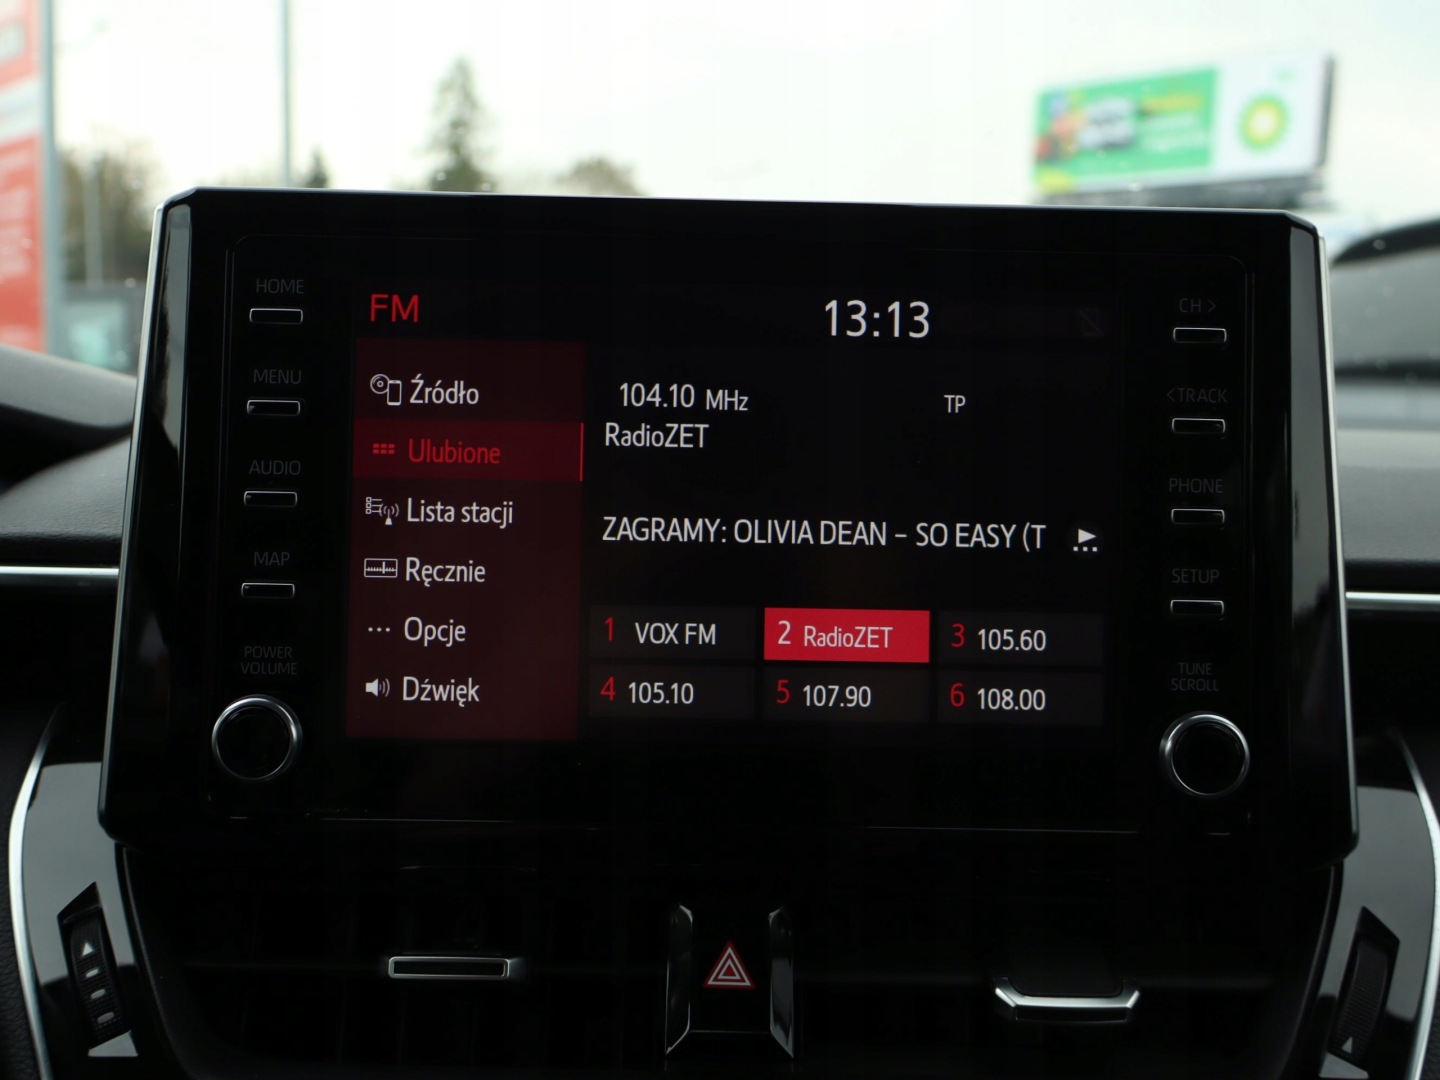 HOME
MENU
AUDIO
MAP
POWER
VOLUME
FM
13:13
Źródło
Ulubione
Lista stacji
Ręcznie
Opcje
Dźwięk
104.10 MHz
TP
RadioZET
ZAGRAMY: OLIVIA DEAN – SO EASY (T
1 VOX FM
2 RadioZET
3 105.60
4 105.10
5 107.90
6 108.00
CH >
< TRACK
PHONE
SETUP
TUNE
SCROLL